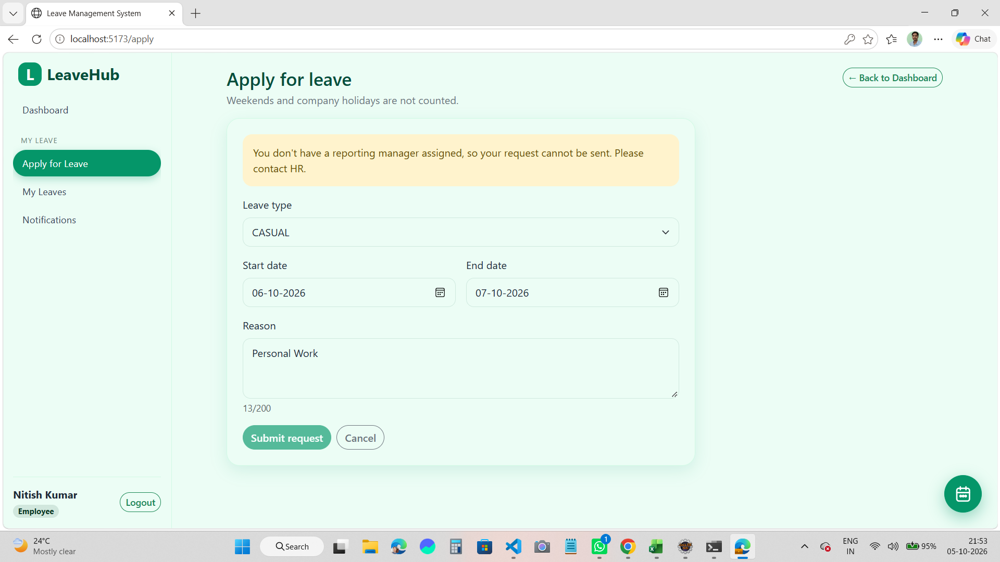 Leave Management System
localhost:5173/apply
Chat
L LeaveHub
Dashboard
MY LEAVE
Apply for Leave
My Leaves
Notifications
Nitish Kumar
Employee
Logout
Apply for leave
Weekends and company holidays are not counted.
← Back to Dashboard
You don't have a reporting manager assigned, so your request cannot be sent. Please
contact HR.
Leave type
CASUAL
Start date
End date
06-10-2026
07-10-2026
Reason
Personal Work
13/200
Submit request
Cancel
24°C
Mostly clear
Search
1
ENG
IN
95%
21:53
05-10-2026